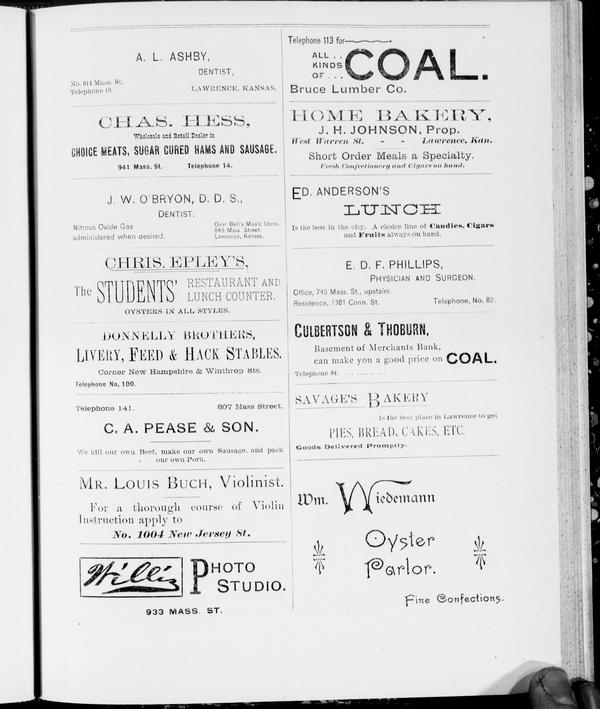 A. L. ASHBY,
DENTIST,
No. 914 Mass. St.
Telephone 16.
LAWRENCE, KANSAS.
CHAS. HESS,
Wholesale and Retail Dealer in
CHOICE MEATS, SUGAR CURED HAMS AND SAUSAGE.
941 Mass. St. Telephone 14.
J. W. O'BRYON, D. D. S.,
DENTIST.
Nitrous Oxide Gas
administered when desired.
Over Bell's Music Store.
845 Mass. Street.
Lawrence, Kansas.
CHRIS. EPLEY'S,
The STUDENTS' RESTAURANT AND
LUNCH COUNTER.
OYSTERS IN ALL STYLES.
DONNELLY BROTHERS,
LIVERY, FEED & HACK STABLES.
Corner New Hampshire & Winthrop Sts.
Telephone No. 100.
Telephone 141. 807 Mass Street.
C. A. PEASE & SON.
We kill our own Beef, make our own Sausage, and pack
our own Pork.
MR. LOUIS BUCH, Violinist.
For a thorough course of Violin
Instruction apply to
No. 1004 New Jersey St.
Willis PHOTO
STUDIO.
933 MASS. ST.
Telephone 113 for
ALL . .
KINDS
OF . . .
COAL.
Bruce Lumber Co.
HOME BAKERY,
J. H. JOHNSON, Prop.
West Warren St. - - Lawrence, Kan.
Short Order Meals a Specialty.
Fresh Confectionery and Cigars on hand.
ED. ANDERSON'S
LUNCH
Is the best in the city. A choice line of Candies, Cigars
and Fruits always on hand.
E. D. F. PHILLIPS,
PHYSICIAN AND SURGEON.
Office, 745 Mass. St., upstairs.
Residence, 1301 Conn. St. Telephone, No. 82.
CULBERTSON & THOBURN,
Basement of Merchants Bank,
can make you a good price on COAL.
Telephone 84. ... ... ... ...
SAVAGE'S BAKERY
Is the best place in Lawrence to get
PIES, BREAD, CAKES, ETC.
Goods Delivered Promptly.
Wm. Wiedemann
Oyster
Parlor.
Fine Confections.